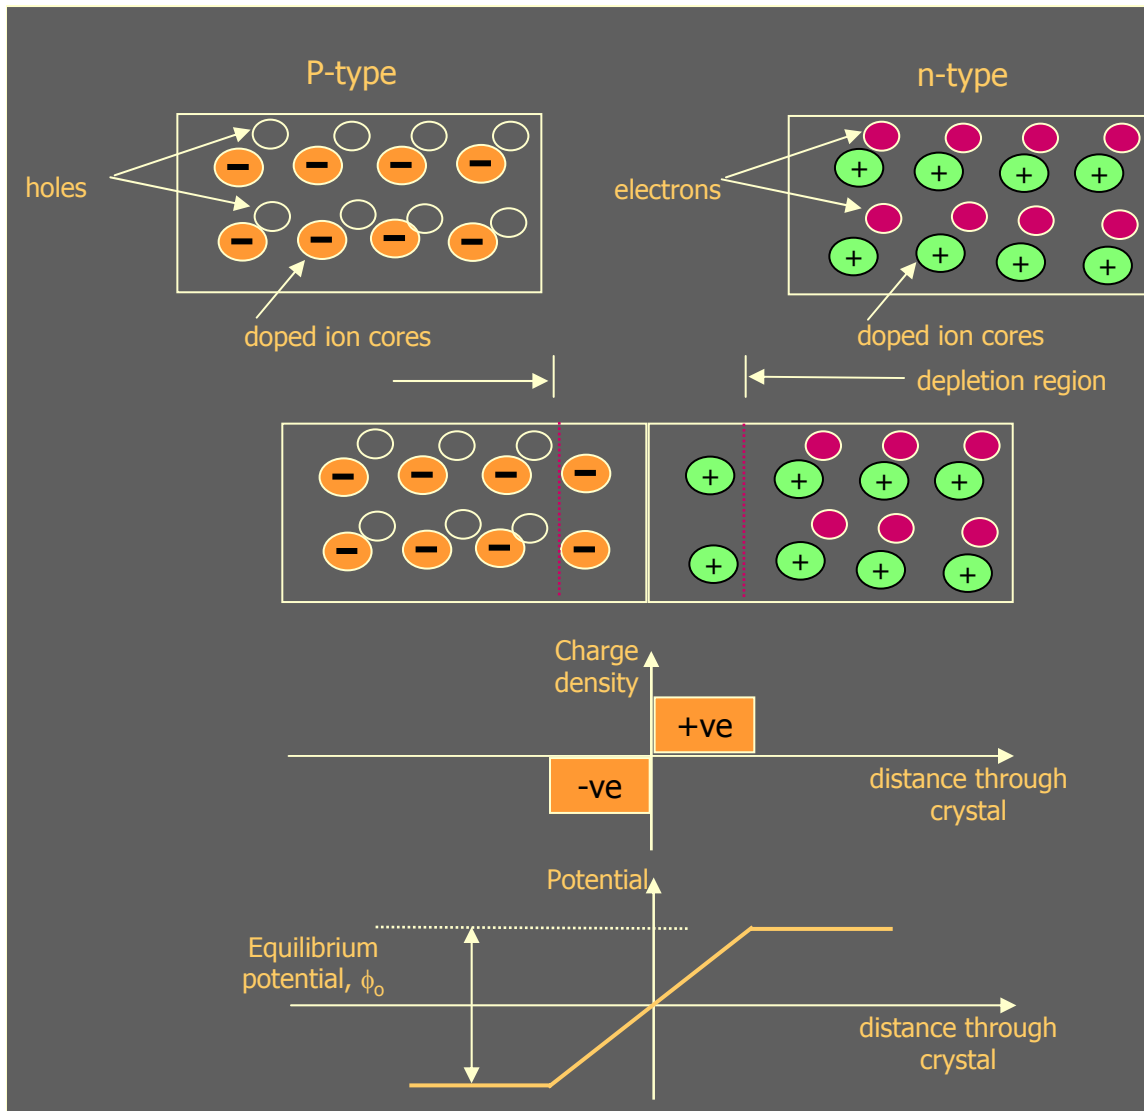 P-type
n-type
holes
electrons
doped ion cores
doped ion cores
depletion region
Charge
density
+ve
-ve
distance through
crystal
Potential
Equilibrium
potential, ϕo
distance through
crystal